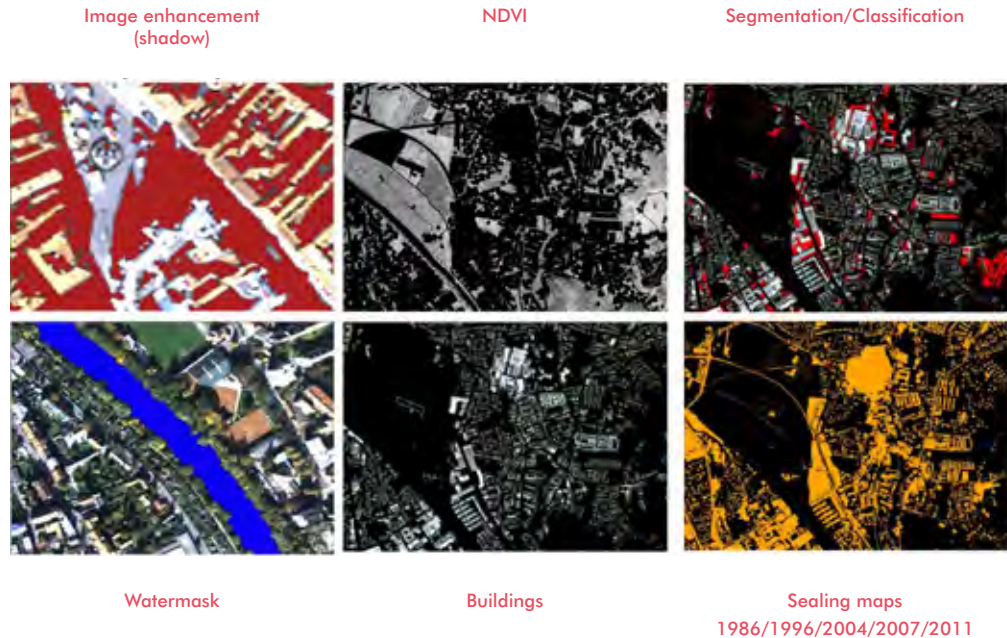 Image enhancement
(shadow)
NDVI
Segmentation/Classification
Watermask
Buildings
Sealing maps
1986/1996/2004/2007/2011